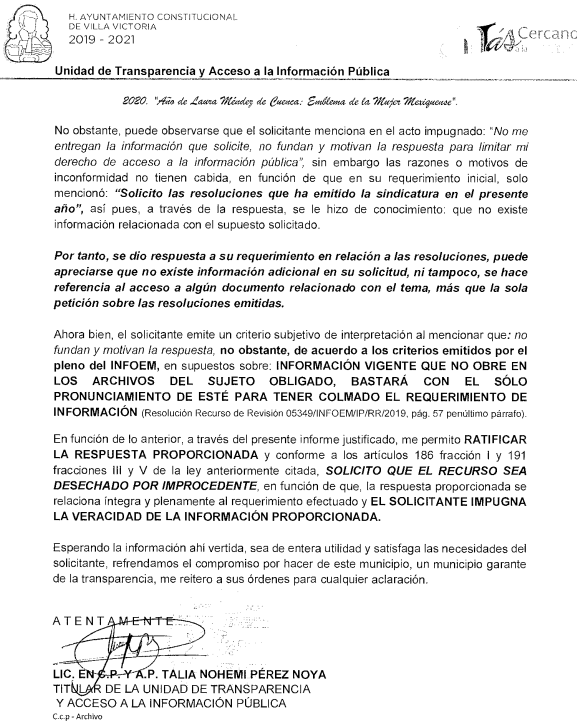 H. AYUNTAMIENTO CONSTITUCIONAL
DE VILLA VICTORIA
2019 - 2021
Más Cercano
Unidad de Transparencia y Acceso a la Información Pública
2020. "Año de Laura Méndez de Cuenca: Emblema de la Mujer Mexiquense".
No obstante, puede observarse que el solicitante menciona en el acto impugnado: "No me
entregan la información que solicite, no fundan y motivan la respuesta para limitar mi
derecho de acceso a la información pública", sin embargo las razones o motivos de
inconformidad no tienen cabida, en función de que en su requerimiento inicial, solo
mencionó: "Solicito las resoluciones que ha emitido la sindicatura en el presente
año", así pues, a través de la respuesta, se le hizo de conocimiento: que no existe
información relacionada con el supuesto solicitado.
Por tanto, se dio respuesta a su requerimiento en relación a las resoluciones, puede
apreciarse que no existe información adicional en su solicitud, ni tampoco, se hace
referencia al acceso a algún documento relacionado con el tema, más que la sola
petición sobre las resoluciones emitidas.
Ahora bien, el solicitante emite un criterio subjetivo de interpretación al mencionar que: no
fundan y motivan la respuesta, no obstante, de acuerdo a los criterios emitidos por el
pleno del INFOEM, en supuestos sobre: INFORMACIÓN VIGENTE QUE NO OBRE EN
LOS ARCHIVOS DEL SUJETO OBLIGADO, BASTARÁ CON EL SÓLO
PRONUNCIAMIENTO DE ESTÉ PARA TENER COLMADO EL REQUERIMIENTO DE
INFORMACIÓN (Resolución Recurso de Revisión 05349/INFOEM/IP/RR/2019, pág. 57 penúltimo párrafo).
En función de lo anterior, a través del presente informe justificado, me permito RATIFICAR
LA RESPUESTA PROPORCIONADA y conforme a los artículos 186 fracción I y 191
fracciones III y V de la ley anteriormente citada, SOLICITO QUE EL RECURSO SEA
DESECHADO POR IMPROCEDENTE, en función de que, la respuesta proporcionada se
relaciona íntegra y plenamente al requerimiento efectuado y EL SOLICITANTE IMPUGNA
LA VERACIDAD DE LA INFORMACIÓN PROPORCIONADA.
Esperando la información ahí vertida, sea de entera utilidad y satisfaga las necesidades del
solicitante, refrendamos el compromiso por hacer de este municipio, un municipio garante
de la transparencia, me reitero a sus órdenes para cualquier aclaración.
ATENTAMENTE
LIC. EN C.P. Y A.P. TALIA NOHEMI PÉREZ NOYA
TITULAR DE LA UNIDAD DE TRANSPARENCIA
Y ACCESO A LA INFORMACIÓN PÚBLICA
C.c.p - Archivo